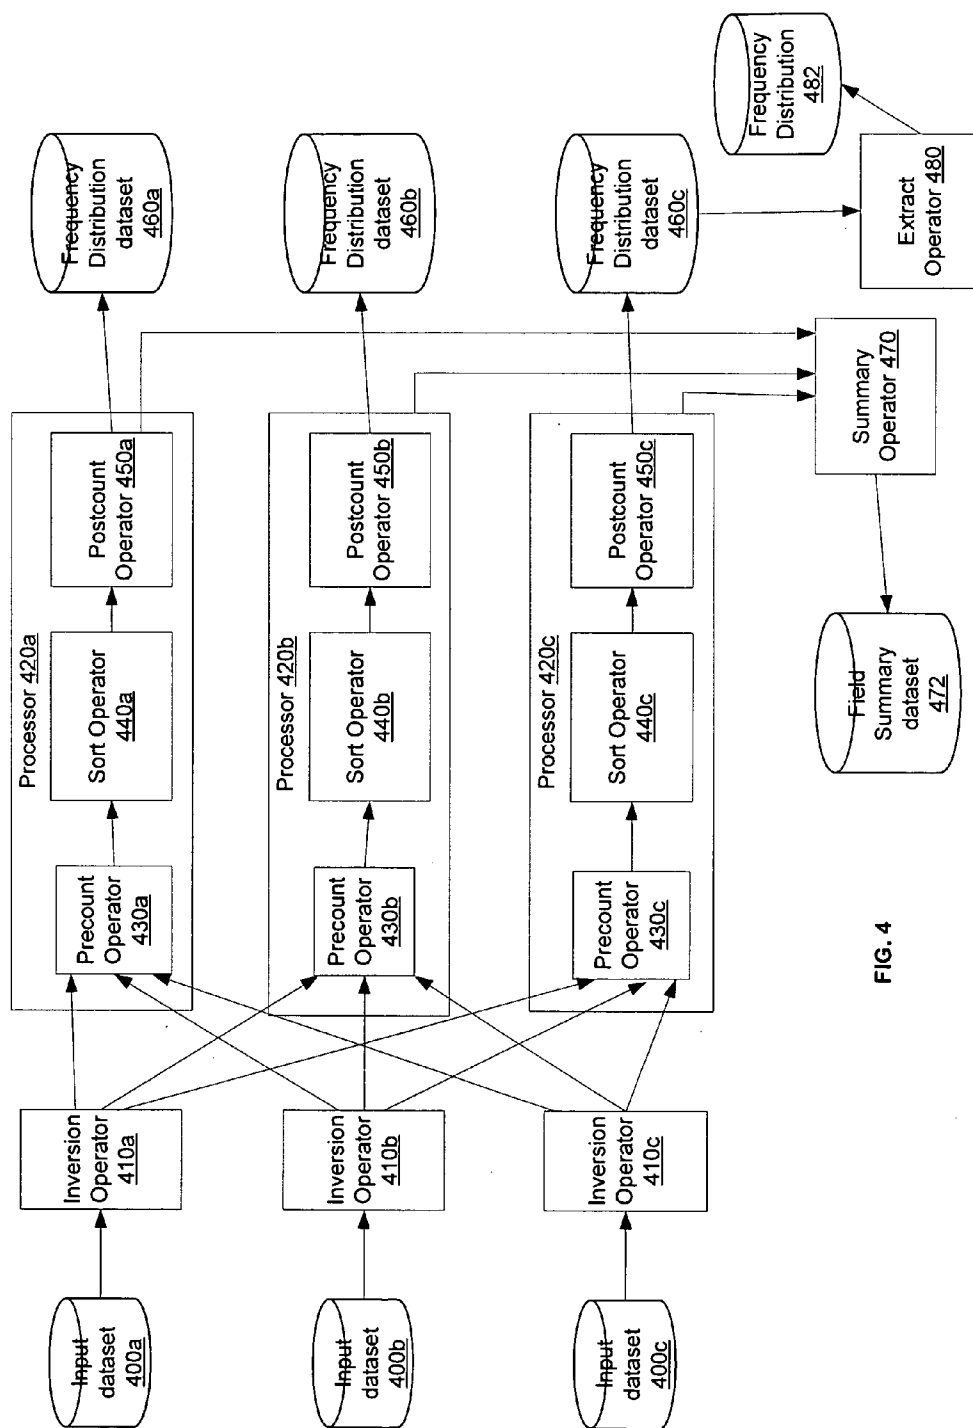 Input
dataset
400a
Inversion
Operator
410a
Processor 420a
Precount
Operator
430a
Sort Operator
440a
Postcount
Operator 450a
Frequency
Distribution
dataset
460a
Input
dataset
400b
Inversion
Operator
410b
Processor 420b
Precount
Operator
430b
Sort Operator
440b
Postcount
Operator 450b
Frequency
Distribution
dataset
460b
Input
dataset
400c
Inversion
Operator
410c
Processor 420c
Precount
Operator
430c
Sort Operator
440c
Postcount
Operator 450c
Frequency
Distribution
dataset
460c
Field
Summary
dataset
472
Summary
Operator 470
Extract
Operator 480
Frequency
Distribution
482
FIG. 4